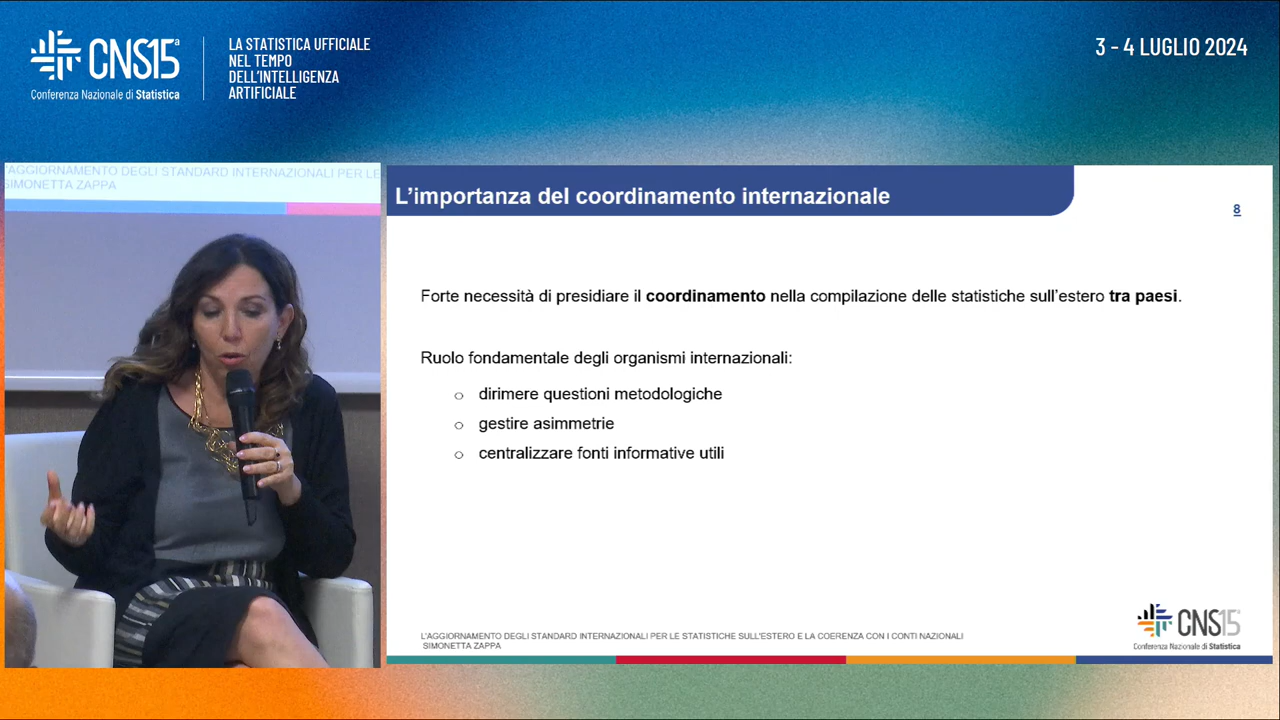 CNS15ª
Conferenza Nazionale di Statistica
LA STATISTICA UFFICIALE
NEL TEMPO
DELL'INTELLIGENZA
ARTIFICIALE
3 - 4 LUGLIO 2024
'AGGIORNAMENTO DEGLI STANDARD INTERNAZIONALI PER LE
SIMONETTA ZAPPA
L'importanza del coordinamento internazionale
8
Forte necessità di presidiare il coordinamento nella compilazione delle statistiche sull'estero tra paesi.
Ruolo fondamentale degli organismi internazionali:
o dirimere questioni metodologiche
o gestire asimmetrie
o centralizzare fonti informative utili
L'AGGIORNAMENTO DEGLI STANDARD INTERNAZIONALI PER LE STATISTICHE SULL'ESTERO E LA COERENZA CON I CONTI NAZIONALI
SIMONETTA ZAPPA
CNS15
Conferenza Nazionale di Statistica